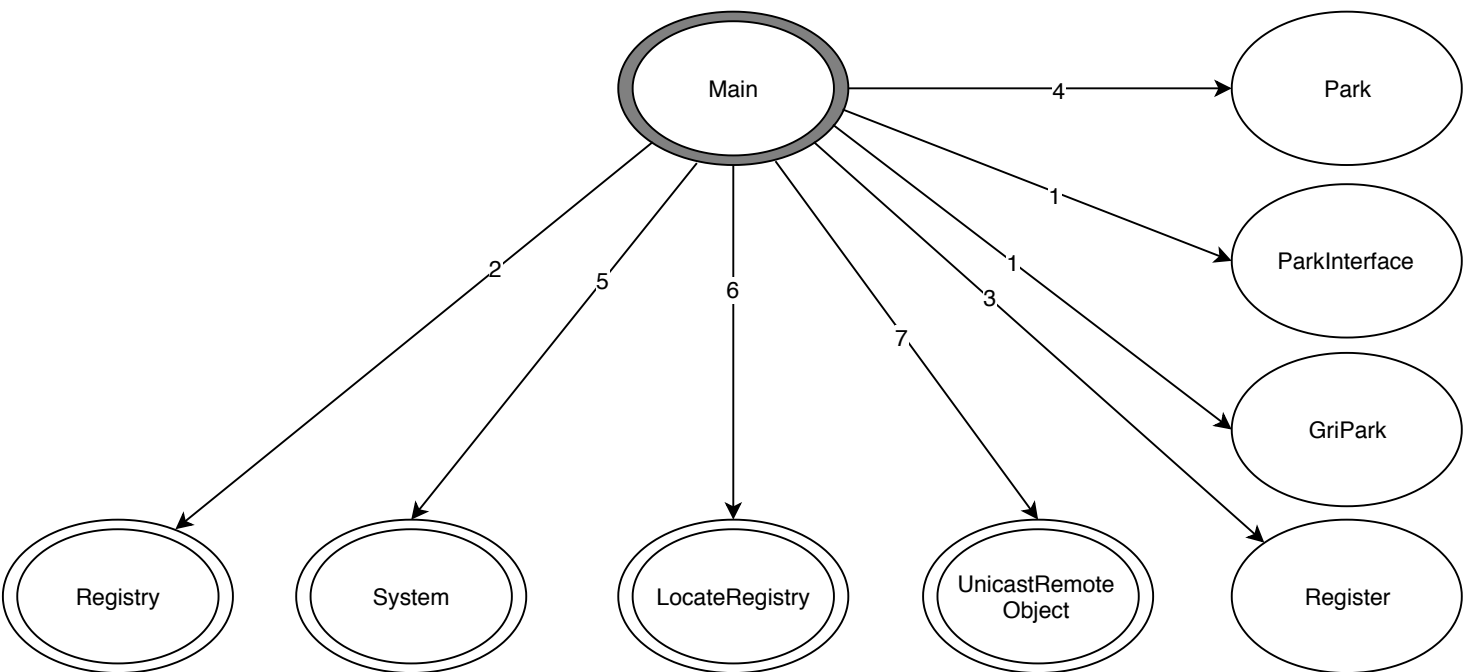 Main
4
Park
1
ParkInterface
2
5
6
1
3
7
GriPark
Registry
System
LocateRegistry
UnicastRemote
Object
Register